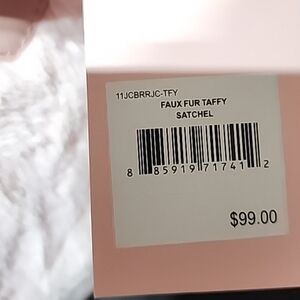 11JCBRRJC-TFY
FAUX FUR TAFFY
SATCHEL
8 85919 71741 2
$99.00